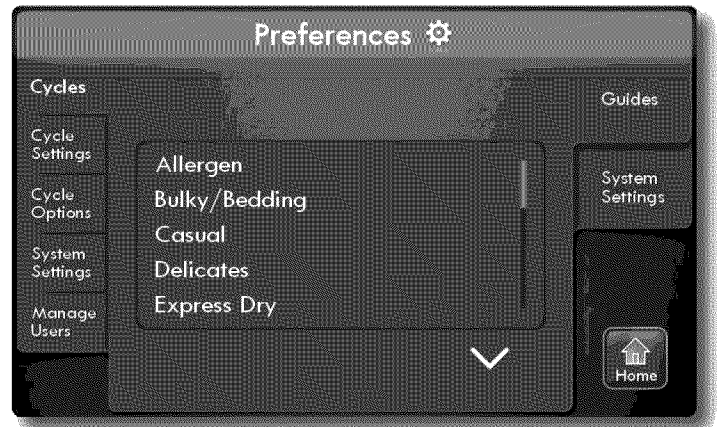 Preferences
Cycles
Cycle
Settings
Cycle
Options
System
Settings
Manage
Users
Allergen
Bulky/Bedding
Casual
Delicates
Express Dry
Guides
System
Settings
Home